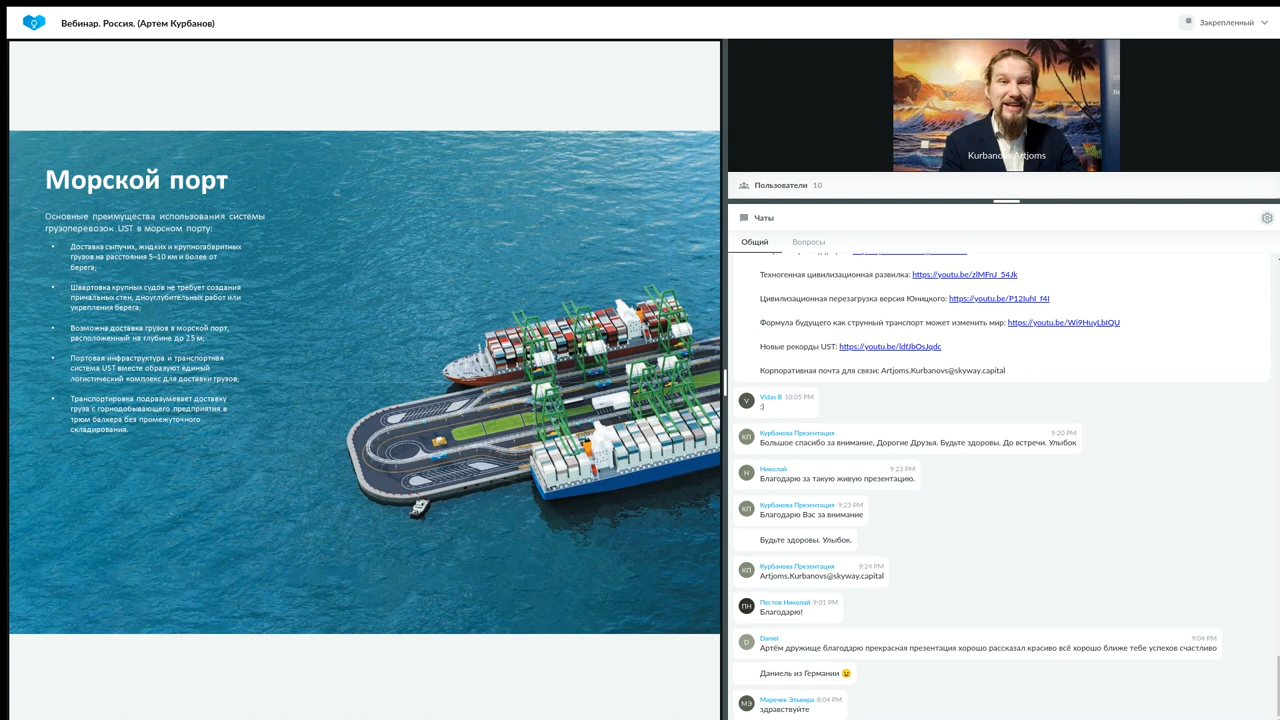 Вебинар. Россия. (Артем Курбанов)
Закрепленный
Морской порт
Основные преимущества использования системы
грузоперевозок UST в морском порту:
• Доставка сыпучих, жидких и крупногабаритных
грузов на расстояния 5–10 км и более от
берега;
• Швартовка крупных судов не требует создания
причальных стен, дноуглубительных работ или
укрепления берега;
• Возможна доставка грузов в морской порт,
расположенный на глубине до 25 м;
• Портовая инфраструктура и транспортная
система UST вместе образуют единый
логистический комплекс для доставки грузов;
• Транспортировка подразумевает доставку
груза с горнодобывающего предприятия в
трюм балкера без промежуточного
складирования.
Kurbanovs Artjoms
Пользователи 10
Чаты
Общий Вопросы
Техногенная цивилизационная развилка: https://youtu.be/zlMFnJ_54Jk
Цивилизационная перезагрузка версия Юницкого: https://youtu.be/P12IuhI_f4I
Формула будущего как струнный транспорт может изменить мир: https://youtu.be/Wi9HuyLbIQU
Новые рекорды UST: https://youtu.be/ldfJbOsJqdc
Корпоративная почта для связи: Artjoms.Kurbanovs@skyway.capital
V Vidas B 10:05 PM
:)
КП Курбанова Презентация 9:20 PM
Большое спасибо за внимание, Дорогие Друзья. Будьте здоровы. До встречи. Улыбок
Н Николай 9:23 PM
Благодарю за такую живую презентацию.
КП Курбанова Презентация 9:23 PM
Благодарю Вас за внимание
Будьте здоровы. Улыбок.
КП Курбанова Презентация 9:24 PM
Artjoms.Kurbanovs@skyway.capital
ПН Пестов Николай 9:01 PM
Благодарю!
D Daniel 9:04 PM
Артём дружище благодарю прекрасная презентация хорошо рассказал красиво всё хорошо ближе тебе успехов счастливо
Даниель из Германии 😉
МЭ Маречек Эльвира 8:04 PM
здравствуйте